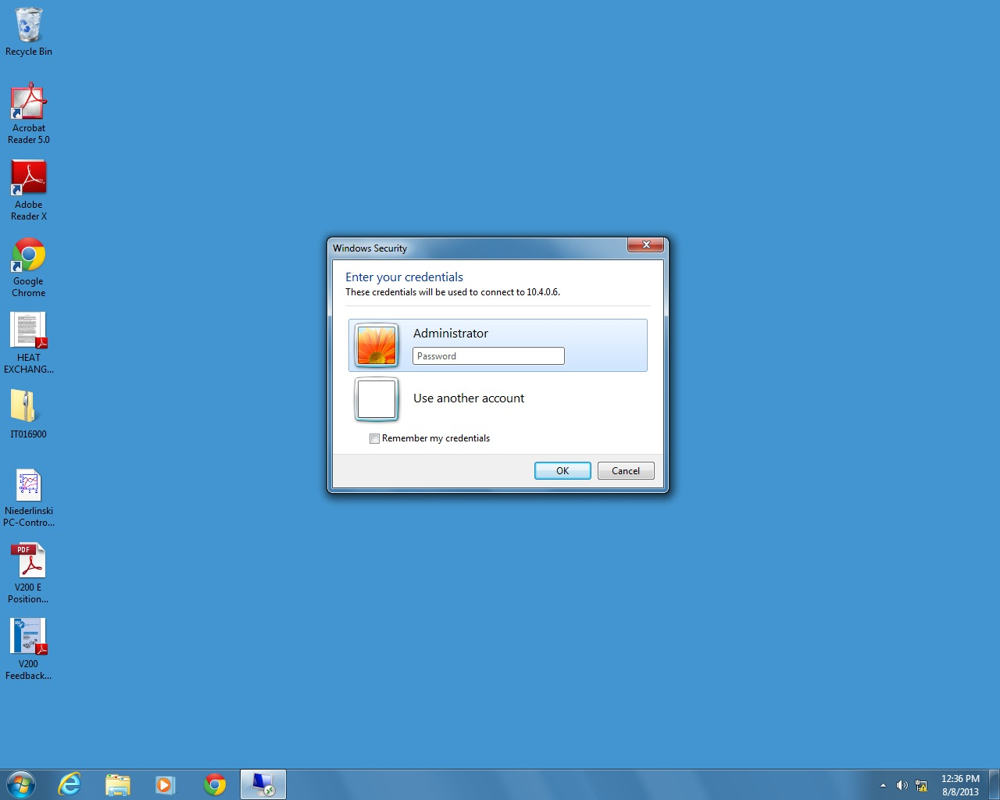 Recycle Bin
Acrobat
Reader 5.0
Adobe
Reader X
Google
Chrome
HEAT
EXCHANG...
IT016900
Niederlinski
PC-Contro...
PDF
V200 E
Position...
V200
Feedback...
Windows Security
Enter your credentials
These credentials will be used to connect to 10.4.0.6.
Administrator
Password
Use another account
Remember my credentials
OK
Cancel
12:36 PM
8/8/2013